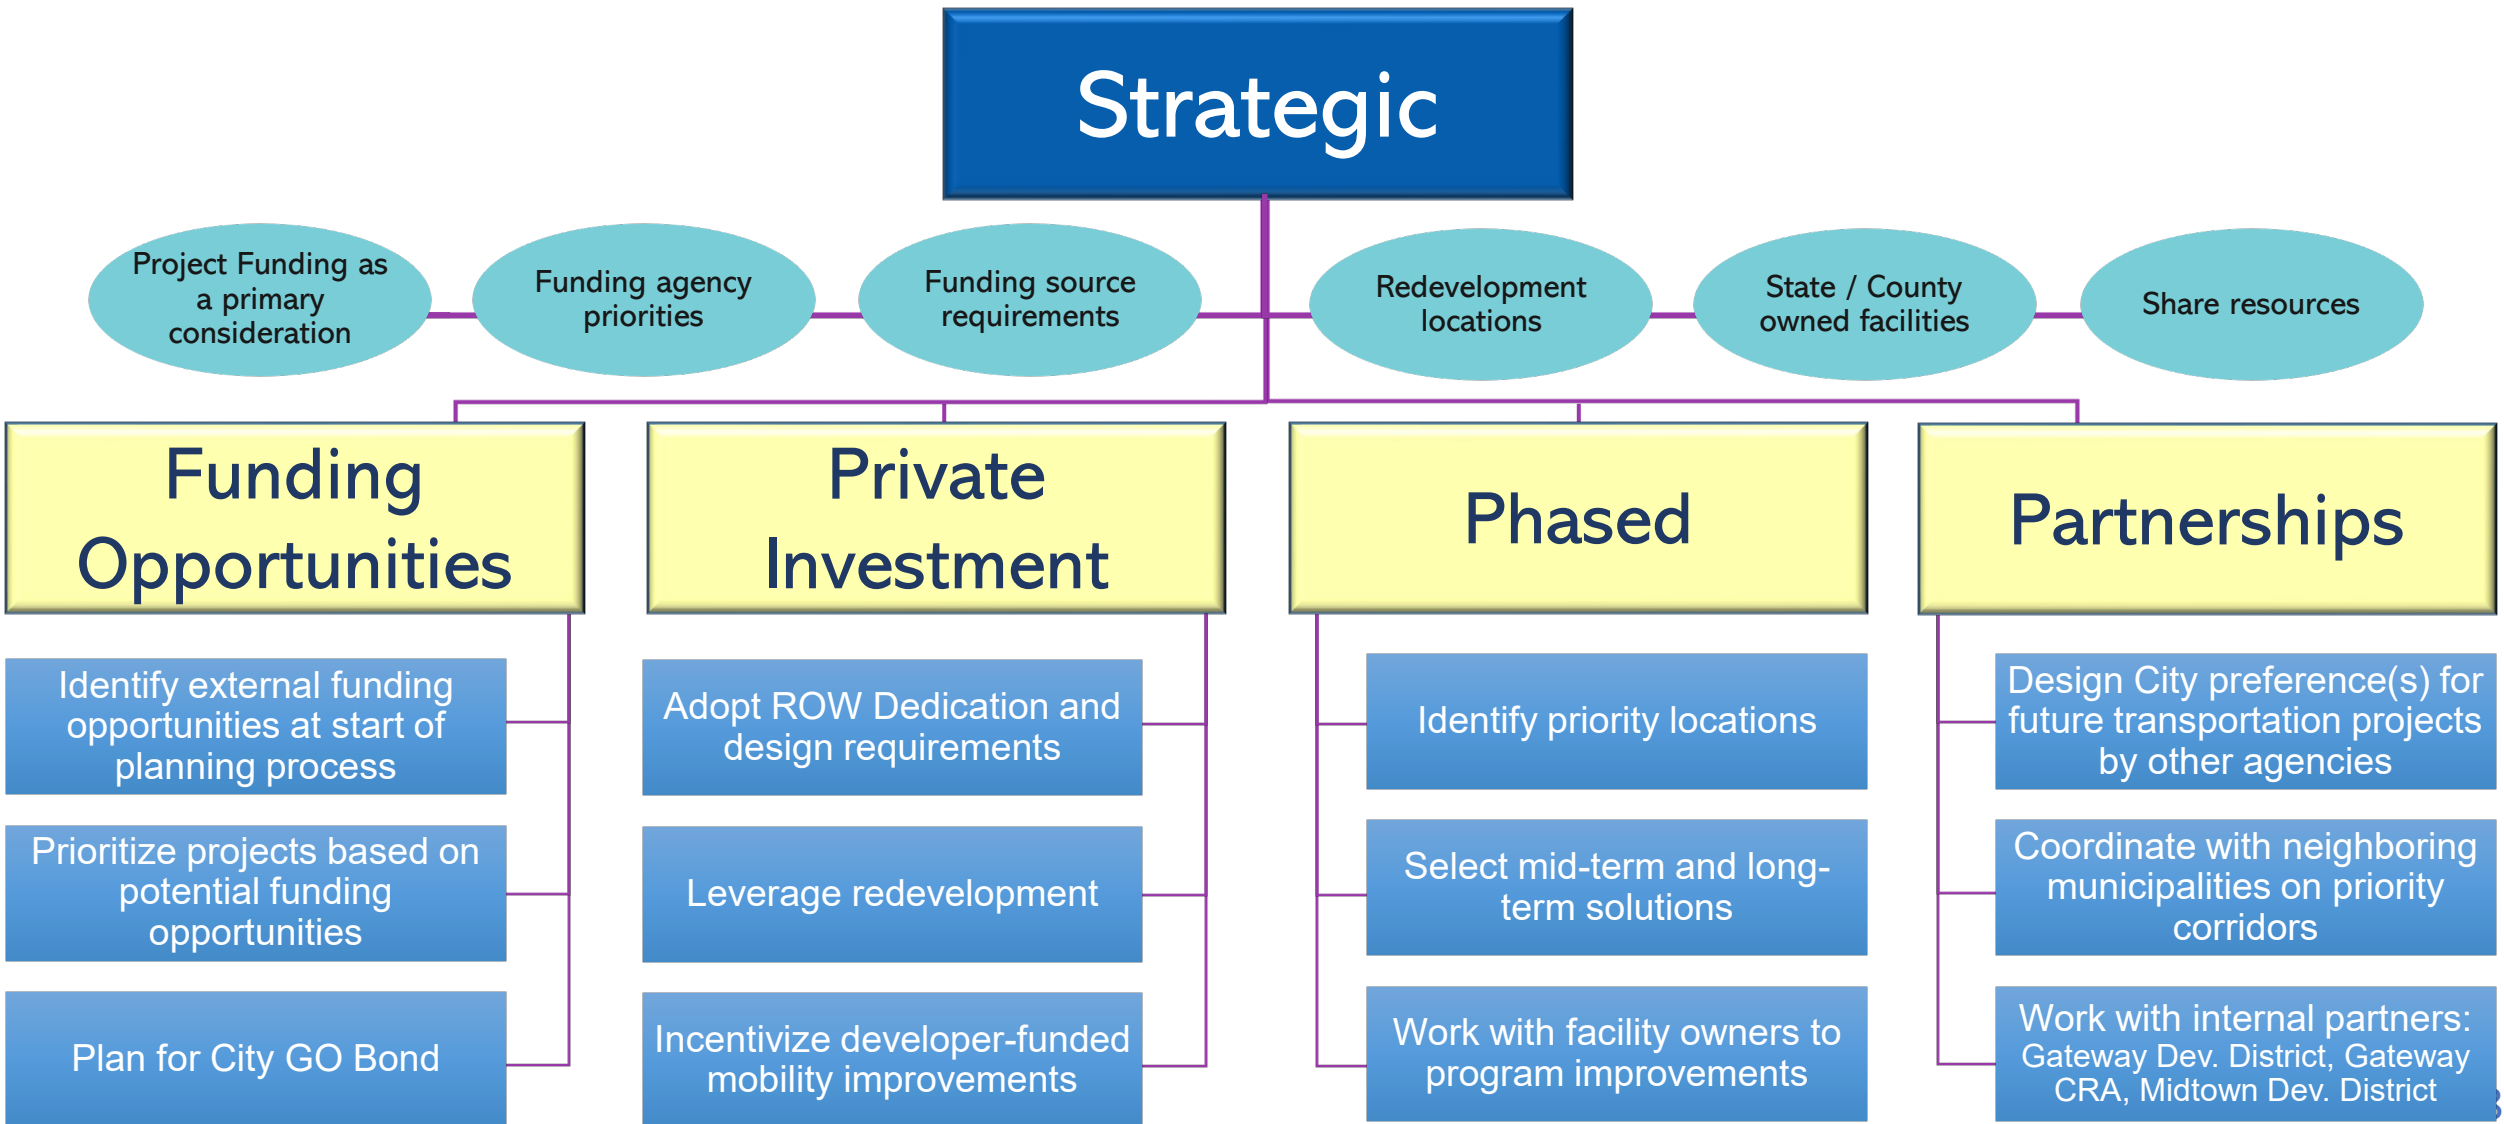 Strategic
Project Funding as
a primary
consideration
Funding agency
priorities
Funding source
requirements
Redevelopment
locations
State / County
owned facilities
Share resources
Funding
Opportunities
Identify external funding
opportunities at start of
planning process
Prioritize projects based on
potential funding
opportunities
Plan for City GO Bond
Private
Investment
Adopt ROW Dedication and
design requirements
Leverage redevelopment
Incentivize developer-funded
mobility improvements
Phased
Identify priority locations
Select mid-term and long-
term solutions
Work with facility owners to
program improvements
Partnerships
Design City preference(s) for
future transportation projects
by other agencies
Coordinate with neighboring
municipalities on priority
corridors
Work with internal partners:
Gateway Dev. District, Gateway
CRA, Midtown Dev. District